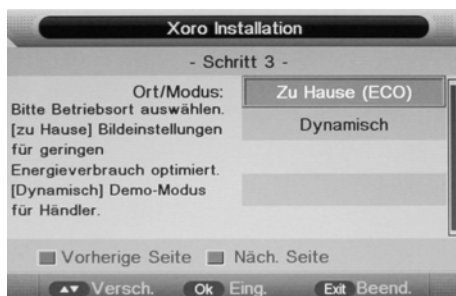 Xoro Installation
- Schritt 3 -
Ort/Modus:
Bitte Betriebsort auswählen.
[zu Hause] Bildeinstellungen
für geringen
Energieverbrauch optimiert.
[Dynamisch] Demo-Modus
für Händler.
Zu Hause (ECO)
Dynamisch
Vorherige Seite
Näch. Seite
Versch.
Ok Eing.
Exit Beend.